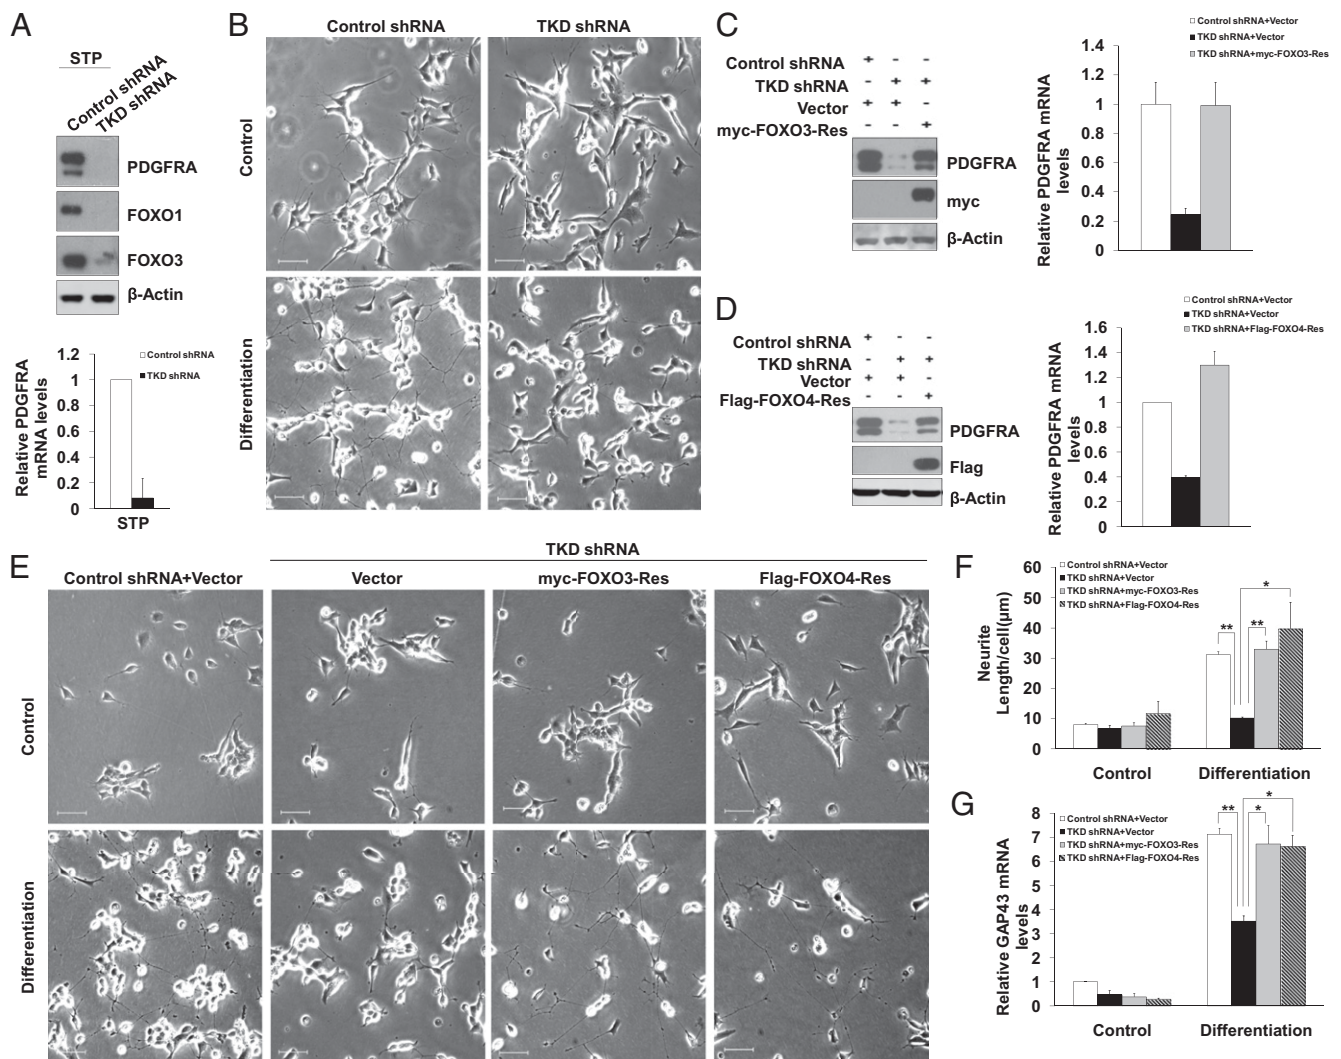 A
STP
Control shRNA
TKD shRNA
PDGFRA
FOXO1
FOXO3
β-Actin
Relative PDGFRA
mRNA levels
1.2
1
0.8
0.6
0.4
0.2
0
Control shRNA
TKD shRNA
STP
B
Control shRNA
TKD shRNA
Control
Differentiation
C
Control shRNA + - -
TKD shRNA - + +
Vector + + -
myc-FOXO3-Res - - +
PDGFRA
myc
β-Actin
Control shRNA+Vector
TKD shRNA+Vector
TKD shRNA+myc-FOXO3-Res
Relative PDGFRA mRNA
levels
1.4
1.2
1
0.8
0.6
0.4
0.2
0
D
Control shRNA + - -
TKD shRNA - + +
Vector + + -
Flag-FOXO4-Res - - +
PDGFRA
Flag
β-Actin
Control shRNA+Vector
TKD shRNA+Vector
TKD shRNA+Flag-FOXO4-Res
Relative PDGFRA mRNA
levels
1.6
1.4
1.2
1
0.8
0.6
0.4
0.2
0
E
TKD shRNA
Control shRNA+Vector
Vector
myc-FOXO3-Res
Flag-FOXO4-Res
Control
Differentiation
F
Neurite
Length/cell(μm)
60
50
40
30
20
10
0
Control shRNA+Vector
TKD shRNA+Vector
TKD shRNA+myc-FOXO3-Res
TKD shRNA+Flag-FOXO4-Res
*
** **
Control
Differentiation
G
Relative GAP43 mRNA
levels
8
7
6
5
4
3
2
1
0
Control shRNA+Vector
TKD shRNA+Vector
TKD shRNA+myc-FOXO3-Res
TKD shRNA+Flag-FOXO4-Res
*
** *
Control
Differentiation